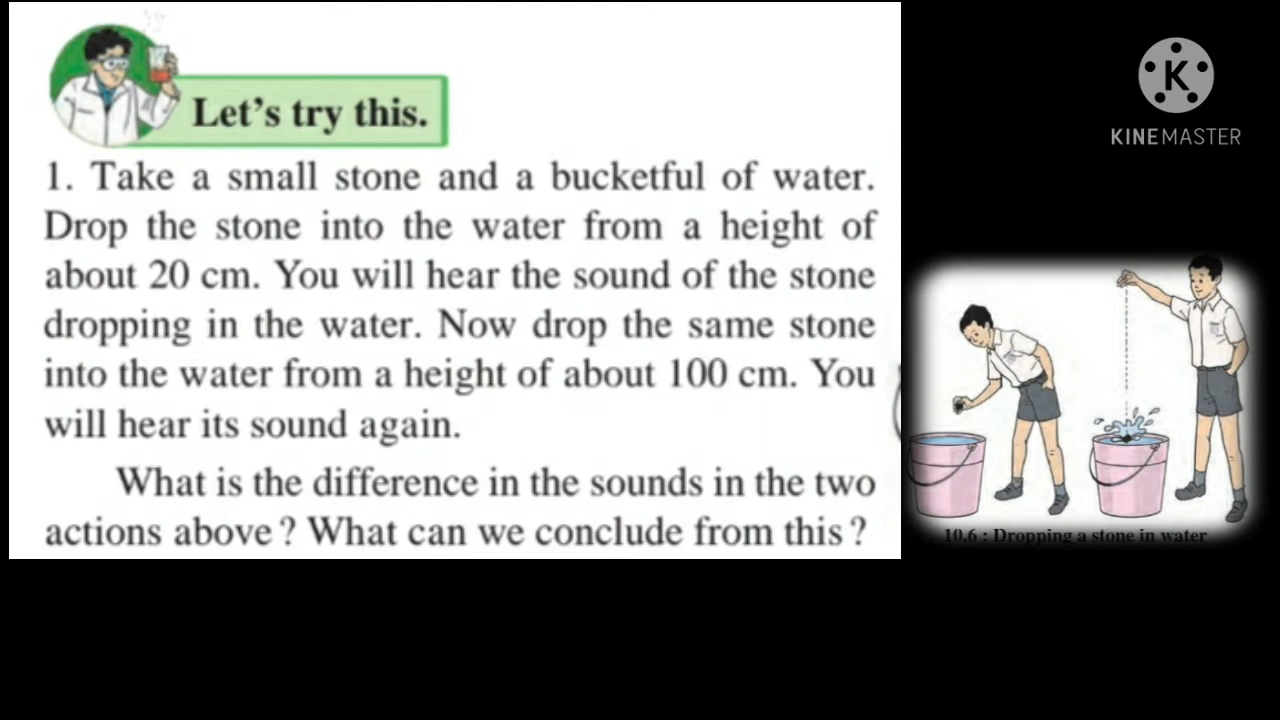 Let's try this.
1. Take a small stone and a bucketful of water.
Drop the stone into the water from a height of
about 20 cm. You will hear the sound of the stone
dropping in the water. Now drop the same stone
into the water from a height of about 100 cm. You
will hear its sound again.
What is the difference in the sounds in the two
actions above? What can we conclude from this?
K
KINEMASTER
10.6 : Dropping a stone in water